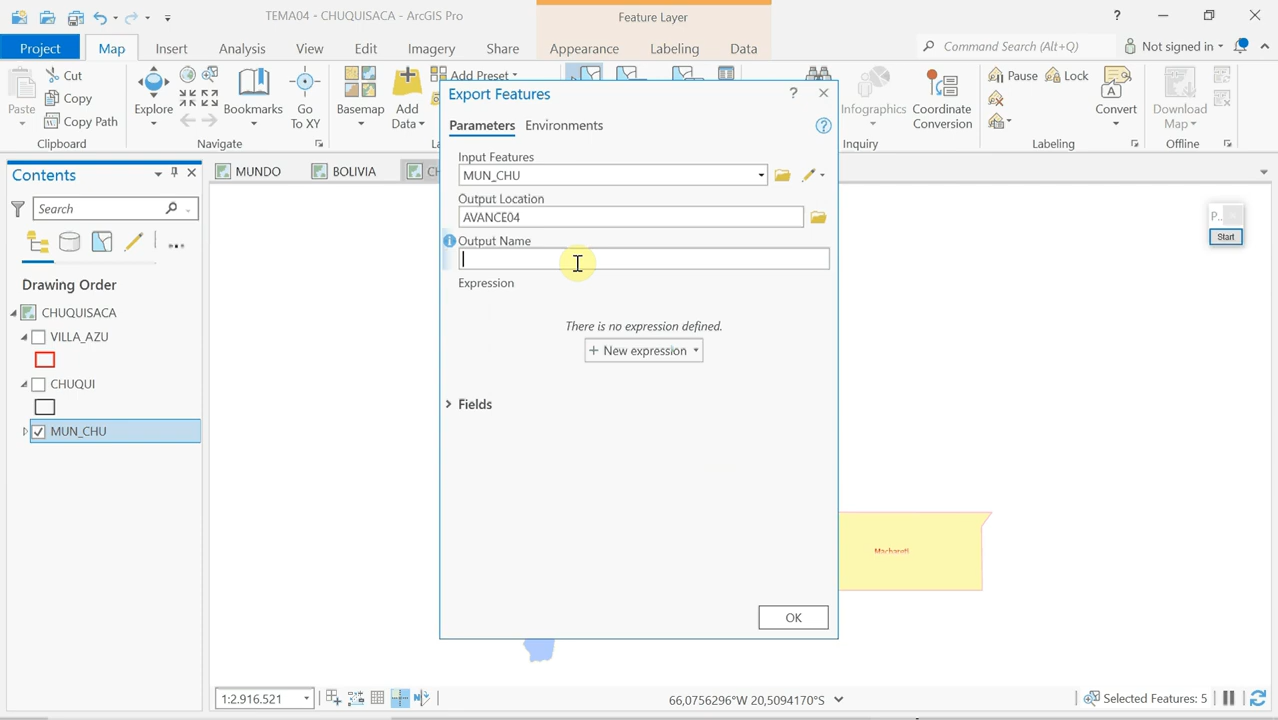 TEMA04 - CHUQUISACA - ArcGIS Pro
Feature Layer
Project
Map
Insert
Analysis
View
Edit
Imagery
Share
Appearance
Labeling
Data
Command Search (Alt+Q)
Not signed in
Paste
Cut
Copy
Copy Path
Clipboard
Explore
Bookmarks
Go To XY
Navigate
Basemap
Add Data
Add Preset
Infographics
Coordinate Conversion
Inquiry
Pause
Lock
Convert
Labeling
Download Map
Offline
Contents
Search
Drawing Order
CHUQUISACA
VILLA_AZU
CHUQUI
MUN_CHU
MUNDO
BOLIVIA
Export Features
Parameters
Environments
Input Features
MUN_CHU
Output Location
AVANCE04
Output Name
Expression
There is no expression defined.
+ New expression
Fields
OK
P..
Start
Machareti
1:2.916.521
66,0756296°W 20,5094170°S
Selected Features: 5